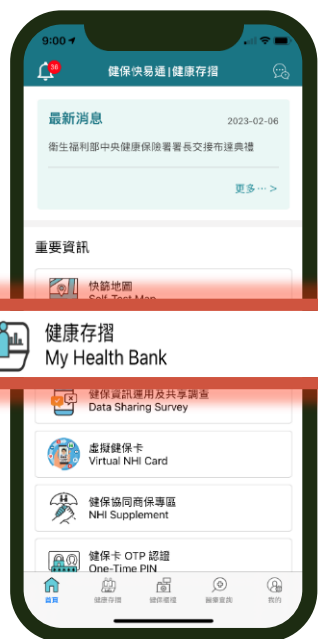 9:00
36
健保快易通|健康存摺
最新消息
2023-02-06
衛生福利部中央健康保險署署長交接布達典禮
更多… >
重要資訊
快篩地圖
Self-Test Map
健康存摺
My Health Bank
健保資訊運用及共享調查
Data Sharing Survey
虛擬健保卡
Virtual NHI Card
健保協同商保專區
NHI Supplement
健保卡 OTP 認證
One-Time PIN
首頁
健康存摺
健保櫃檯
醫療查詢
我的